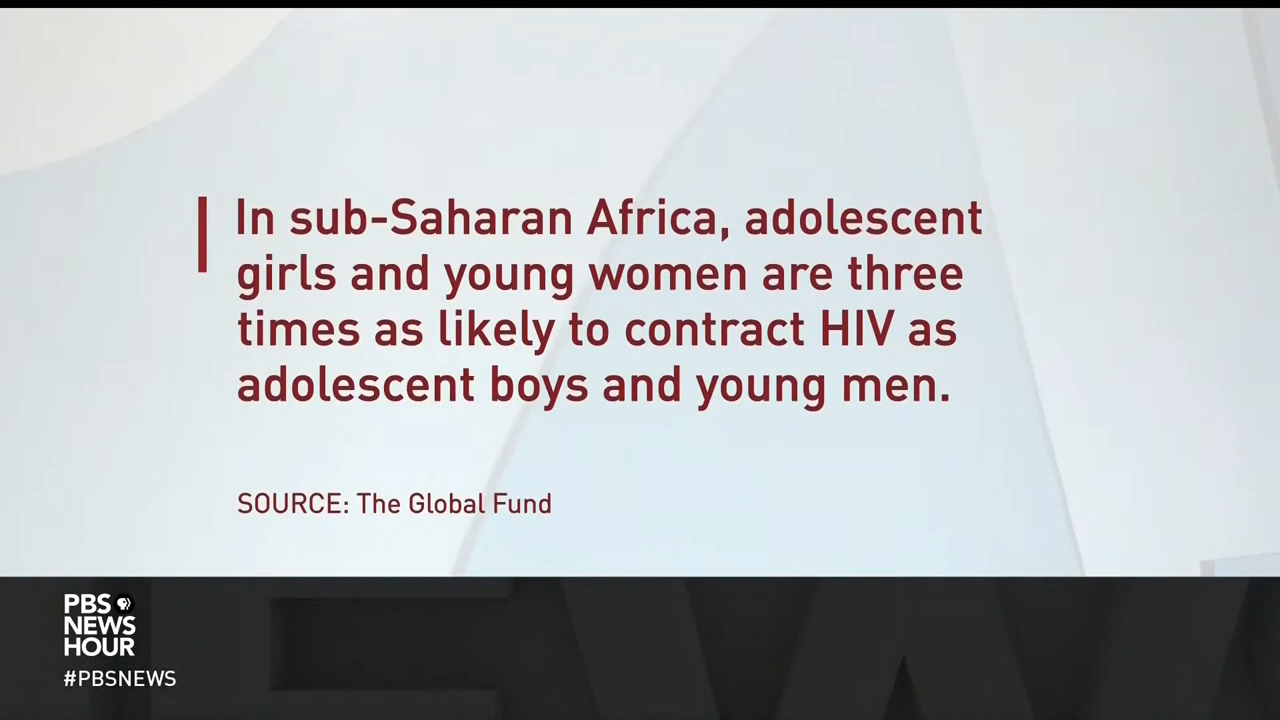 In sub-Saharan Africa, adolescent
girls and young women are three
times as likely to contract HIV as
adolescent boys and young men.
SOURCE: The Global Fund
PBS
NEWS
HOUR
#PBSNEWS